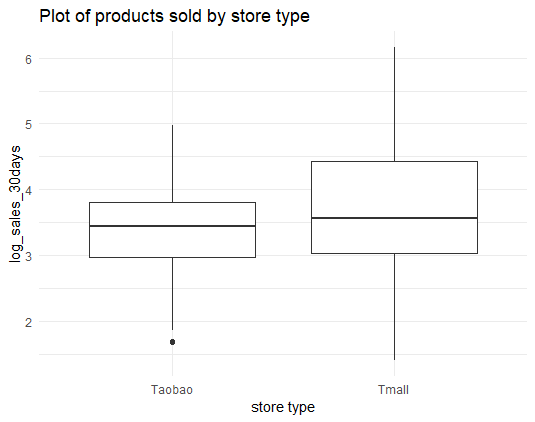 Plot of products sold by store type
6
5
4
3
2
log_sales_30days
Taobao
Tmall
store type